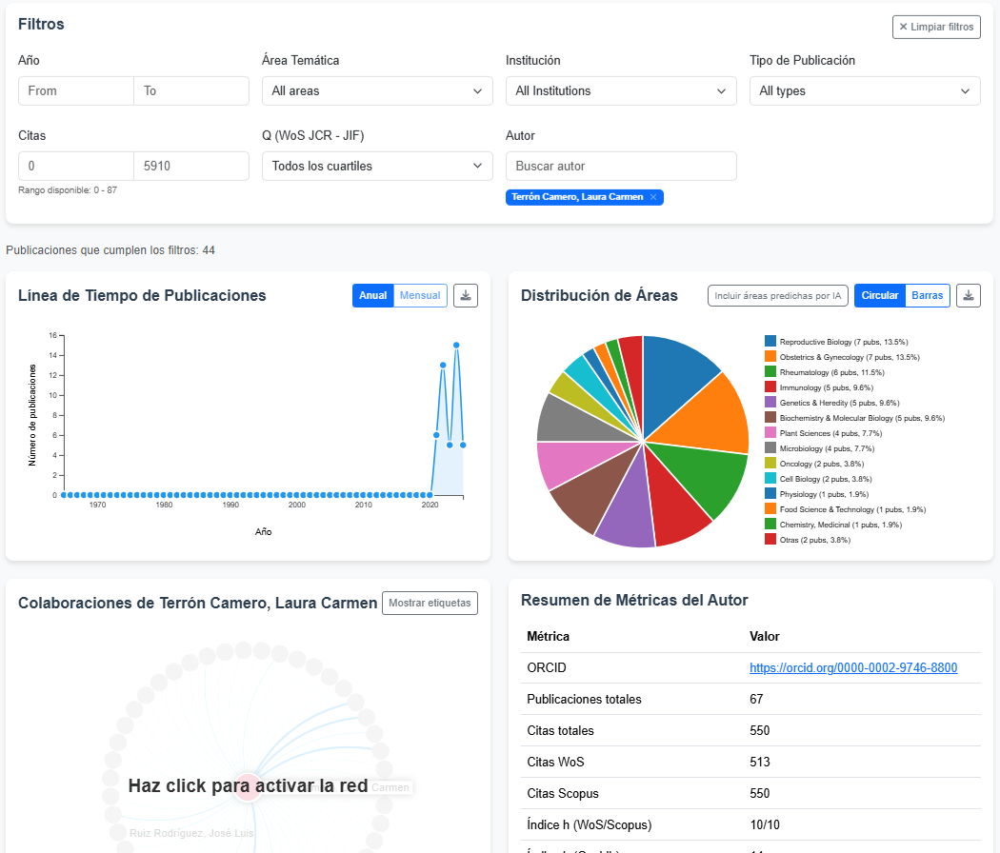 Filtros
✕ Limpiar filtros
Año
Área Temática
Institución
Tipo de Publicación
From
To
All areas
All Institutions
All types
Citas
Q (WoS JCR - JIF)
Autor
0
5910
Todos los cuartiles
Buscar autor
Rango disponible: 0 - 87
Terrón Camero, Laura Carmen ✕
Publicaciones que cumplen los filtros: 44
Línea de Tiempo de Publicaciones
Anual
Mensual
16
14
12
10
8
6
4
2
0
Número de publicaciones
1970
1980
1990
2000
2010
2020
Año
Distribución de Áreas
Incluir áreas predichas por IA
Circular
Barras
Reproductive Biology (7 pubs, 13.5%)
Obstetrics & Gynecology (7 pubs, 13.5%)
Rheumatology (6 pubs, 11.5%)
Immunology (5 pubs, 9.6%)
Genetics & Heredity (5 pubs, 9.6%)
Biochemistry & Molecular Biology (5 pubs, 9.6%)
Plant Sciences (4 pubs, 7.7%)
Microbiology (4 pubs, 7.7%)
Oncology (2 pubs, 3.8%)
Cell Biology (2 pubs, 3.8%)
Physiology (1 pubs, 1.9%)
Food Science & Technology (1 pubs, 1.9%)
Chemistry, Medicinal (1 pubs, 1.9%)
Otras (2 pubs, 3.8%)
Colaboraciones de Terrón Camero, Laura Carmen
Mostrar etiquetas
Haz click para activar la red
Carmen
Ruiz Rodríguez, José Luis
Resumen de Métricas del Autor
Métrica
Valor
ORCID
https://orcid.org/0000-0002-9746-8800
Publicaciones totales
67
Citas totales
550
Citas WoS
513
Citas Scopus
550
Índice h (WoS/Scopus)
10/10